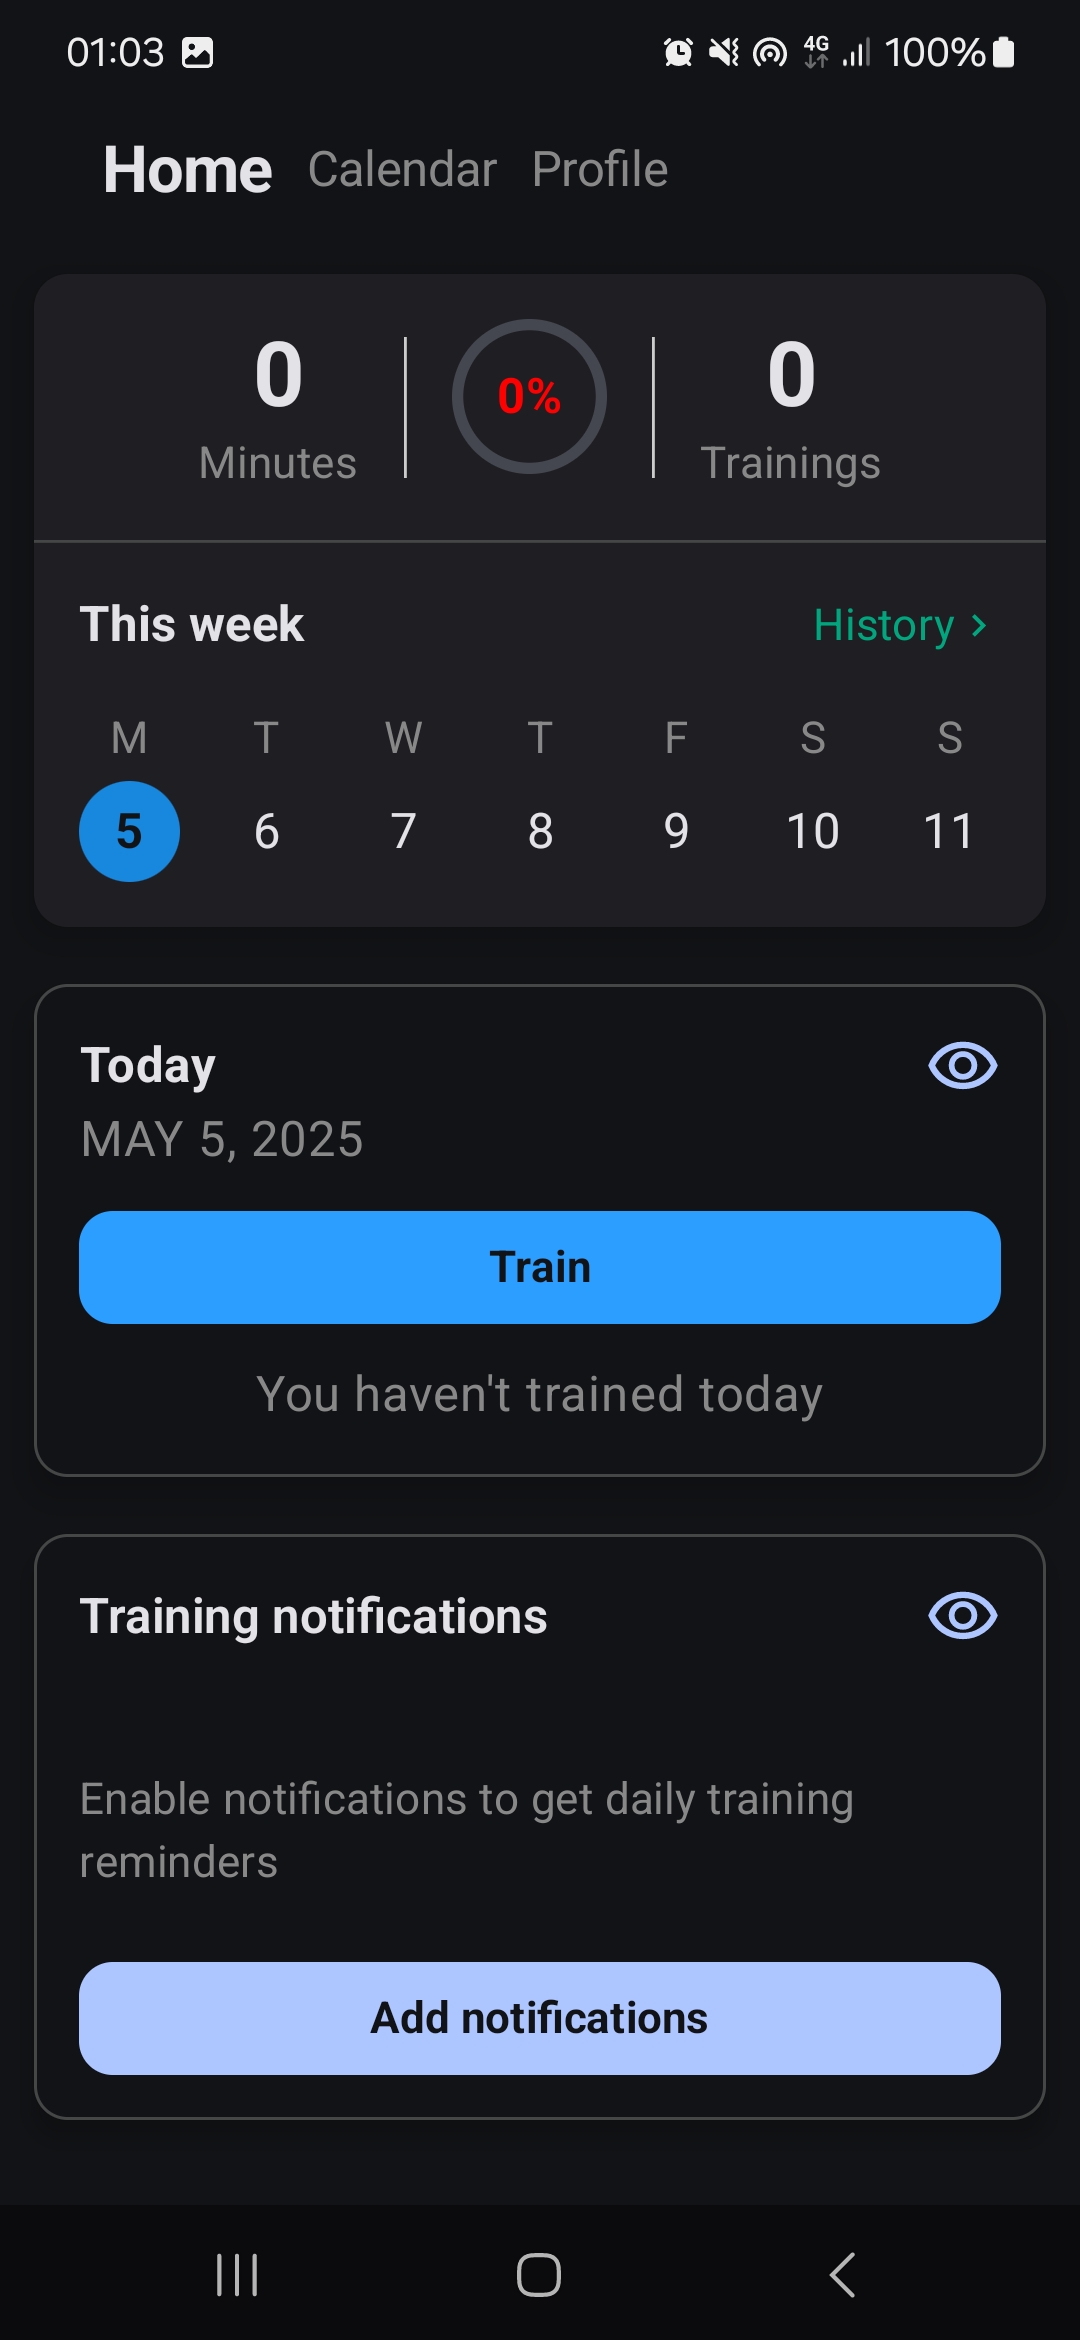 01:03 4G 100%
Home Calendar Profile
0 0% 0
Minutes Trainings
This week History
M T W T F S S
5 6 7 8 9 10 11
Today
MAY 5, 2025
Train
You haven't trained today
Training notifications
Enable notifications to get daily training
reminders
Add notifications